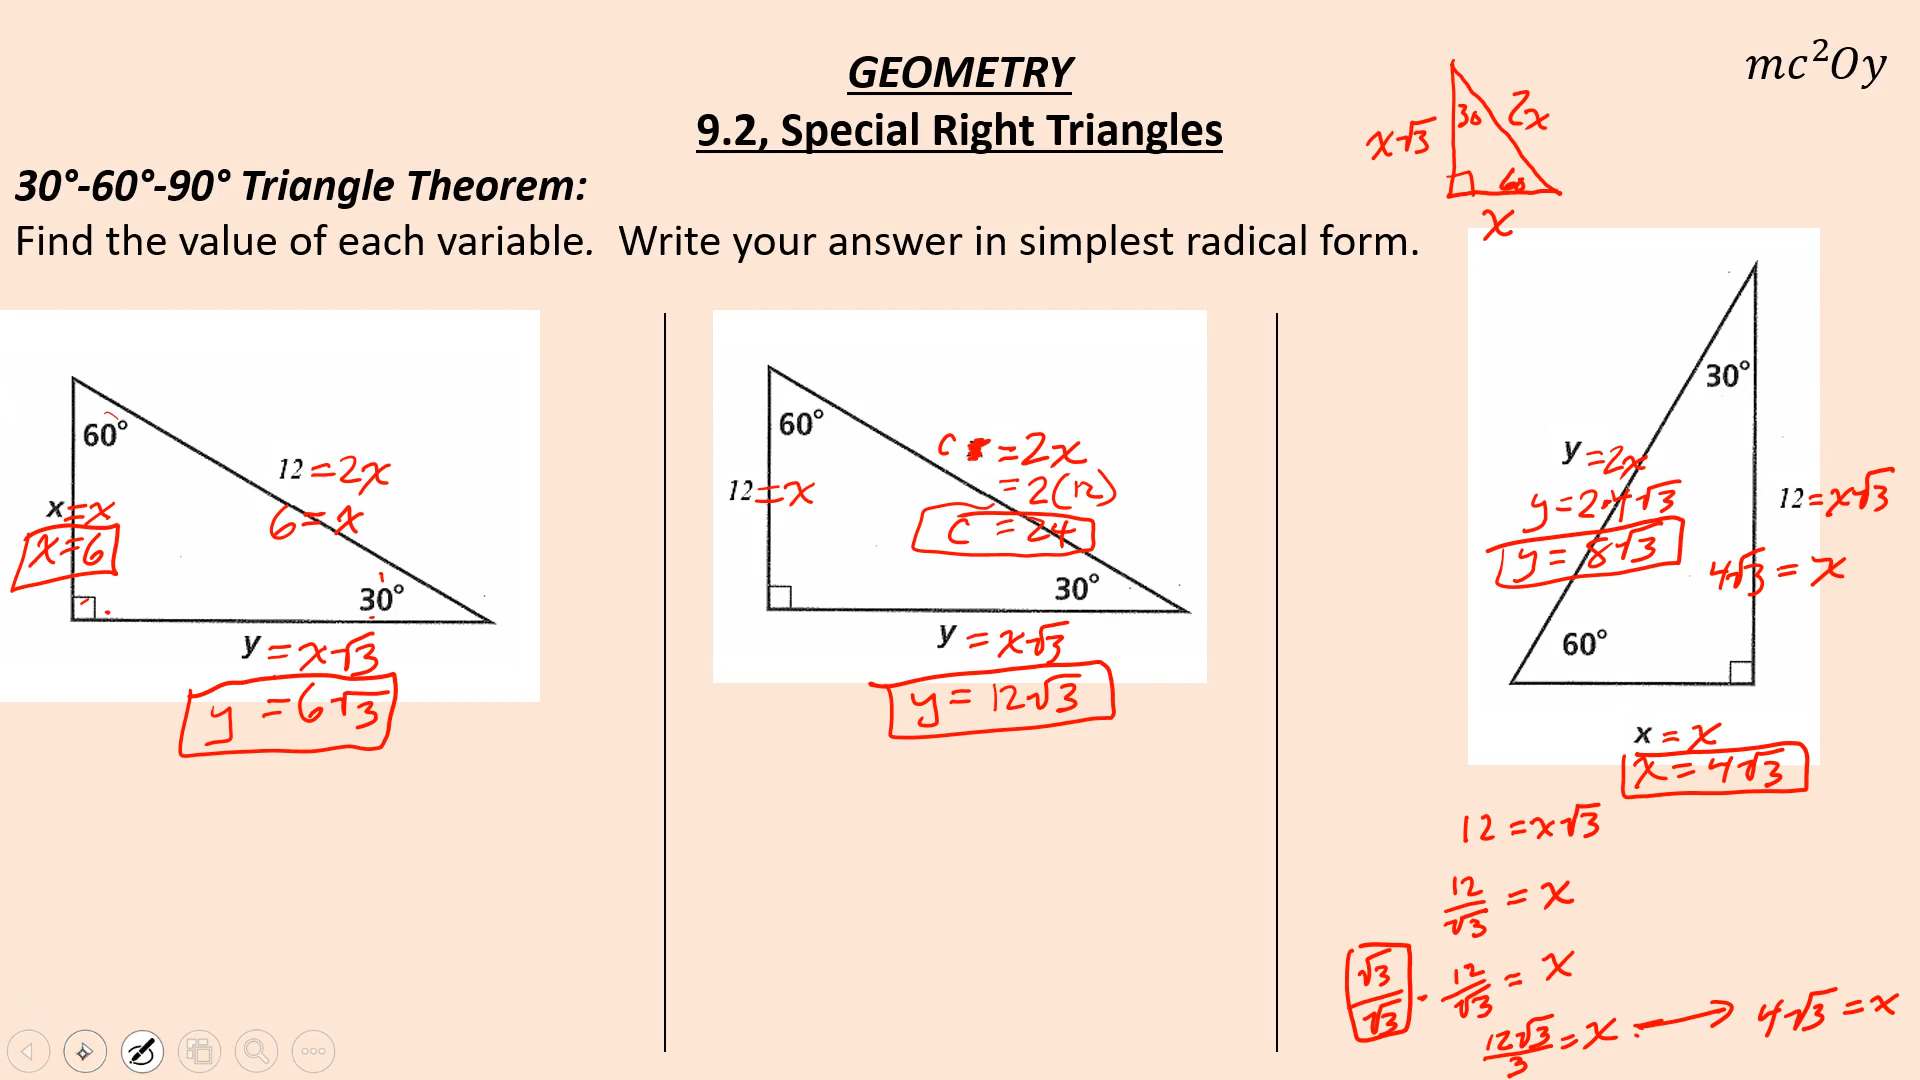 GEOMETRY
mc²Oy
9.2, Special Right Triangles
30°-60°-90° Triangle Theorem:
Find the value of each variable.  Write your answer in simplest radical form.
30
2x
x√3
60
x
60°
12 = 2x
6 = x
x = x
x = 6
30°
y = x√3
y = 6√3
60°
c = 2x
= 2(12)
c = 24
12 = x
30°
y = x√3
y = 12√3
30°
y = 2x
y = 2·4√3
y = 8√3
12 = x√3
4√3 = x
60°
x = x
x = 4√3
12 = x√3
12/√3 = x
√3/√3 · 12/√3 = x
12√3/3 = x → 4√3 = x